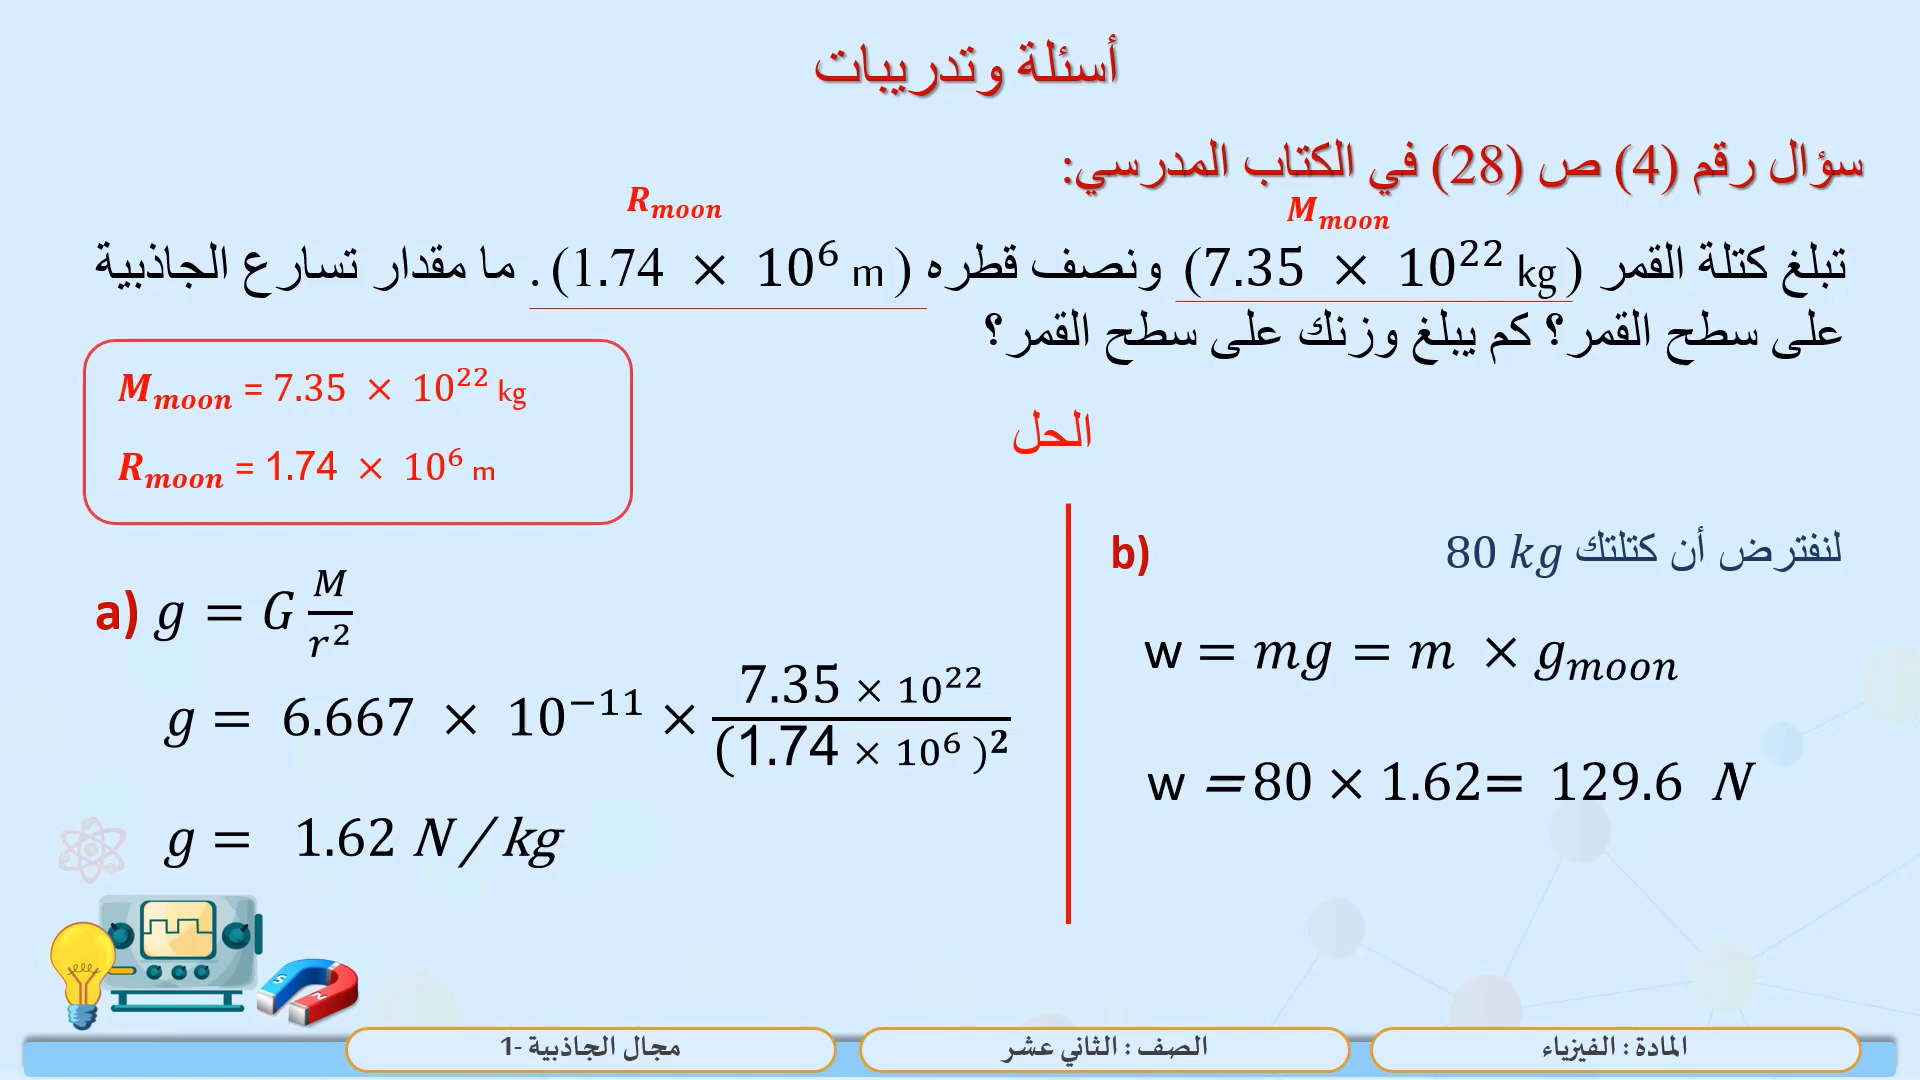 أسئلة وتدريبات
سؤال رقم (4) ص (28) في الكتاب المدرسي:
M_moon
R_moon
تبلغ كتلة القمر (7.35 × 10²² kg) ونصف قطره (1.74 × 10⁶ m). ما مقدار تسارع الجاذبية
على سطح القمر؟ كم يبلغ وزنك على سطح القمر؟
M_moon = 7.35 × 10²² kg
R_moon = 1.74 × 10⁶ m
الحل
a) g = G M/r²
g = 6.667 × 10⁻¹¹ × 7.35 × 10²² / (1.74 × 10⁶)²
g = 1.62 N/kg
b) لنفترض أن كتلتك 80 kg
w = mg = m × g_moon
w = 80 × 1.62 = 129.6 N
S
N
المادة : الفيزياء
الصف : الثاني عشر
مجال الجاذبية -1